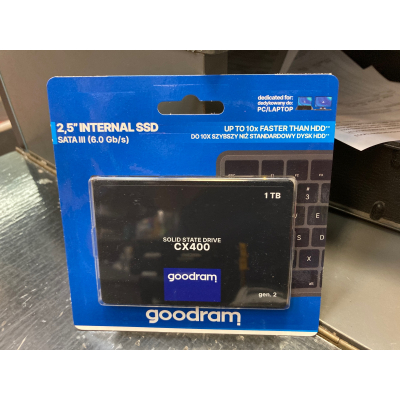 dedicated for:
dedykowany do:
PC/LAPTOP
2,5" INTERNAL SSD
SATA III (6.0 Gb/s)
UP TO 10x FASTER THAN HDD**
DO 10X SZYBSZY NIŻ STANDARDOWY DYSK HDD**
1 TB
SOLID STATE DRIVE
CX400
goodram
gen. 2
goodram